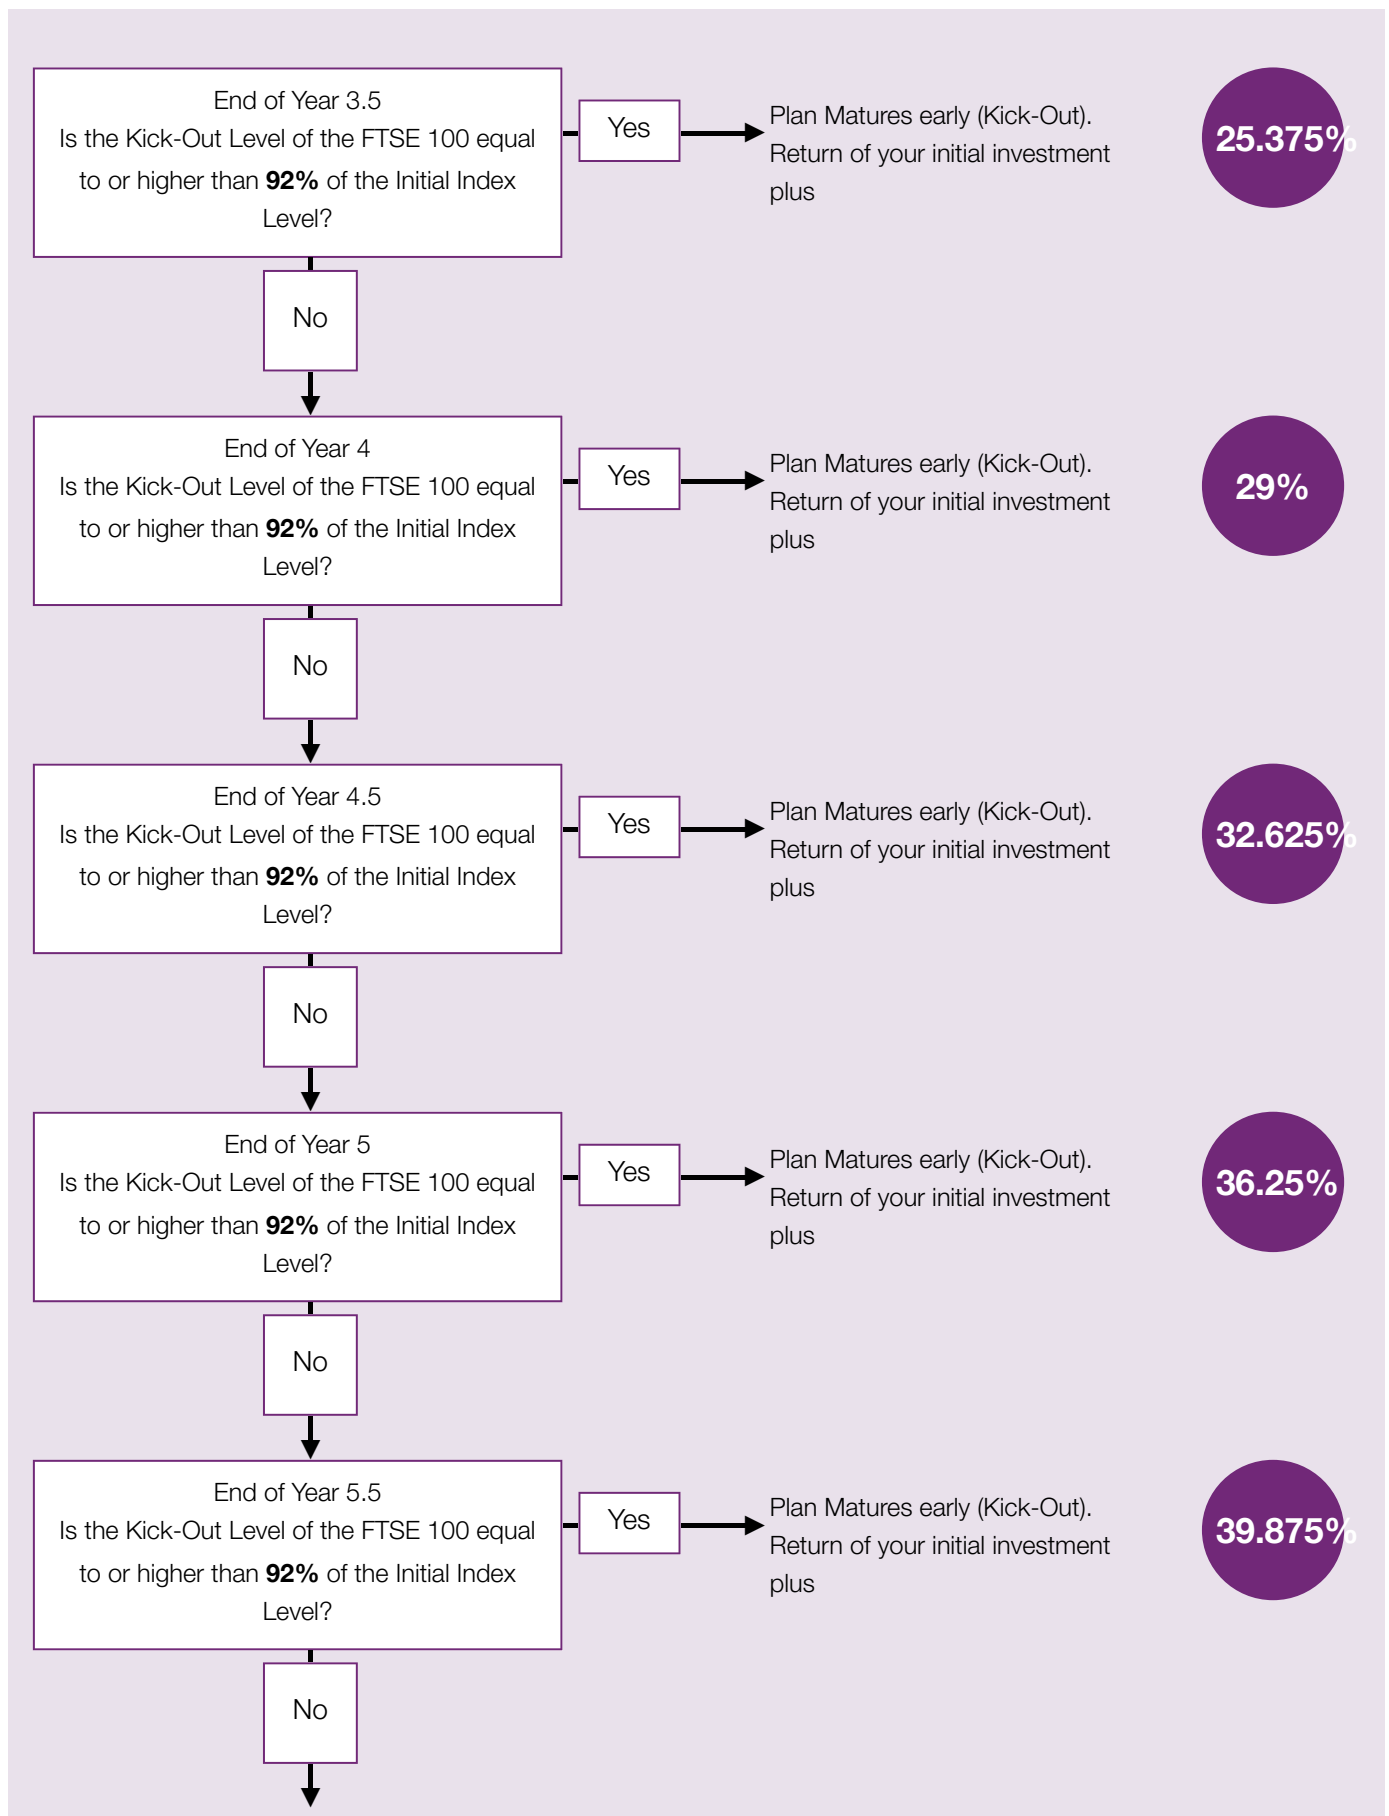 End of Year 3.5
Is the Kick-Out Level of the FTSE 100 equal
to or higher than 92% of the Initial Index
Level?
Yes
Plan Matures early (Kick-Out).
Return of your initial investment
plus
25.375%
No
End of Year 4
Is the Kick-Out Level of the FTSE 100 equal
to or higher than 92% of the Initial Index
Level?
Yes
Plan Matures early (Kick-Out).
Return of your initial investment
plus
29%
No
End of Year 4.5
Is the Kick-Out Level of the FTSE 100 equal
to or higher than 92% of the Initial Index
Level?
Yes
Plan Matures early (Kick-Out).
Return of your initial investment
plus
32.625%
No
End of Year 5
Is the Kick-Out Level of the FTSE 100 equal
to or higher than 92% of the Initial Index
Level?
Yes
Plan Matures early (Kick-Out).
Return of your initial investment
plus
36.25%
No
End of Year 5.5
Is the Kick-Out Level of the FTSE 100 equal
to or higher than 92% of the Initial Index
Level?
Yes
Plan Matures early (Kick-Out).
Return of your initial investment
plus
39.875%
No